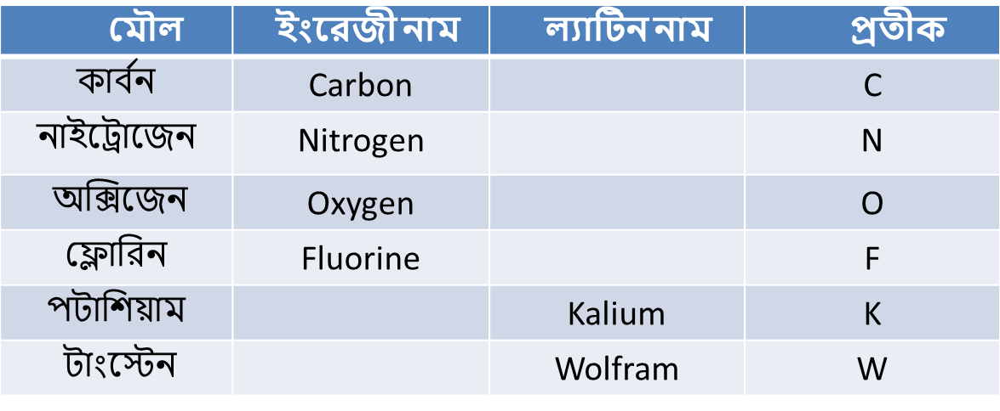 মৌল ইংরেজী নাম ল্যাটিন নাম প্রতীক
কার্বন Carbon C
নাইট্রোজেন Nitrogen N
অক্সিজেন Oxygen O
ফ্লোরিন Fluorine F
পটাশিয়াম Kalium K
টাংস্টেন Wolfram W